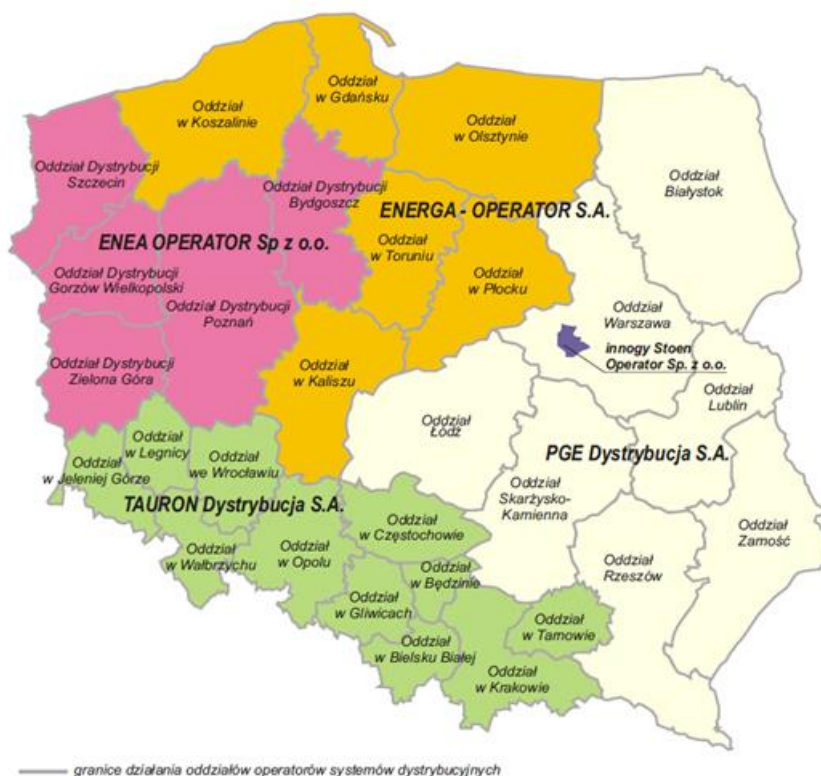 Oddział
w Koszalinie
Oddział
w Gdańsku
Oddział
w Olsztynie
Oddział
Białystok
Oddział Dystrybucji
Szczecin
Oddział Dystrybucji
Bydgoszcz
ENERGA - OPERATOR S.A.
ENEA OPERATOR Sp z o.o.
Oddział
w Toruniu
Oddział
w Płocku
Oddział Dystrybucji
Gorzów Wielkopolski
Oddział Dystrybucji
Poznań
Oddział
Warszawa
innogy Stoen
Operator Sp. z o.o.
Oddział Dystrybucji
Zielona Góra
Oddział
w Kaliszu
Oddział
Lublin
Oddział
Łódź
Oddział
w Legnicy
Oddział
we Wrocławiu
Oddział
w Jeleniej Górze
PGE Dystrybucja S.A.
Oddział
Skarżysko-
Kamienna
TAURON Dystrybucja S.A.
Oddział
w Częstochowie
Oddział
Zamość
Oddział
w Wałbrzychu
Oddział
w Opolu
Oddział
w Będzinie
Oddział
Rzeszów
Oddział
w Gliwicach
Oddział
w Tarnowie
Oddział
w Bielsku Białej
Oddział
w Krakowie
granice działania oddziałów operatorów systemów dystrybucyjnych